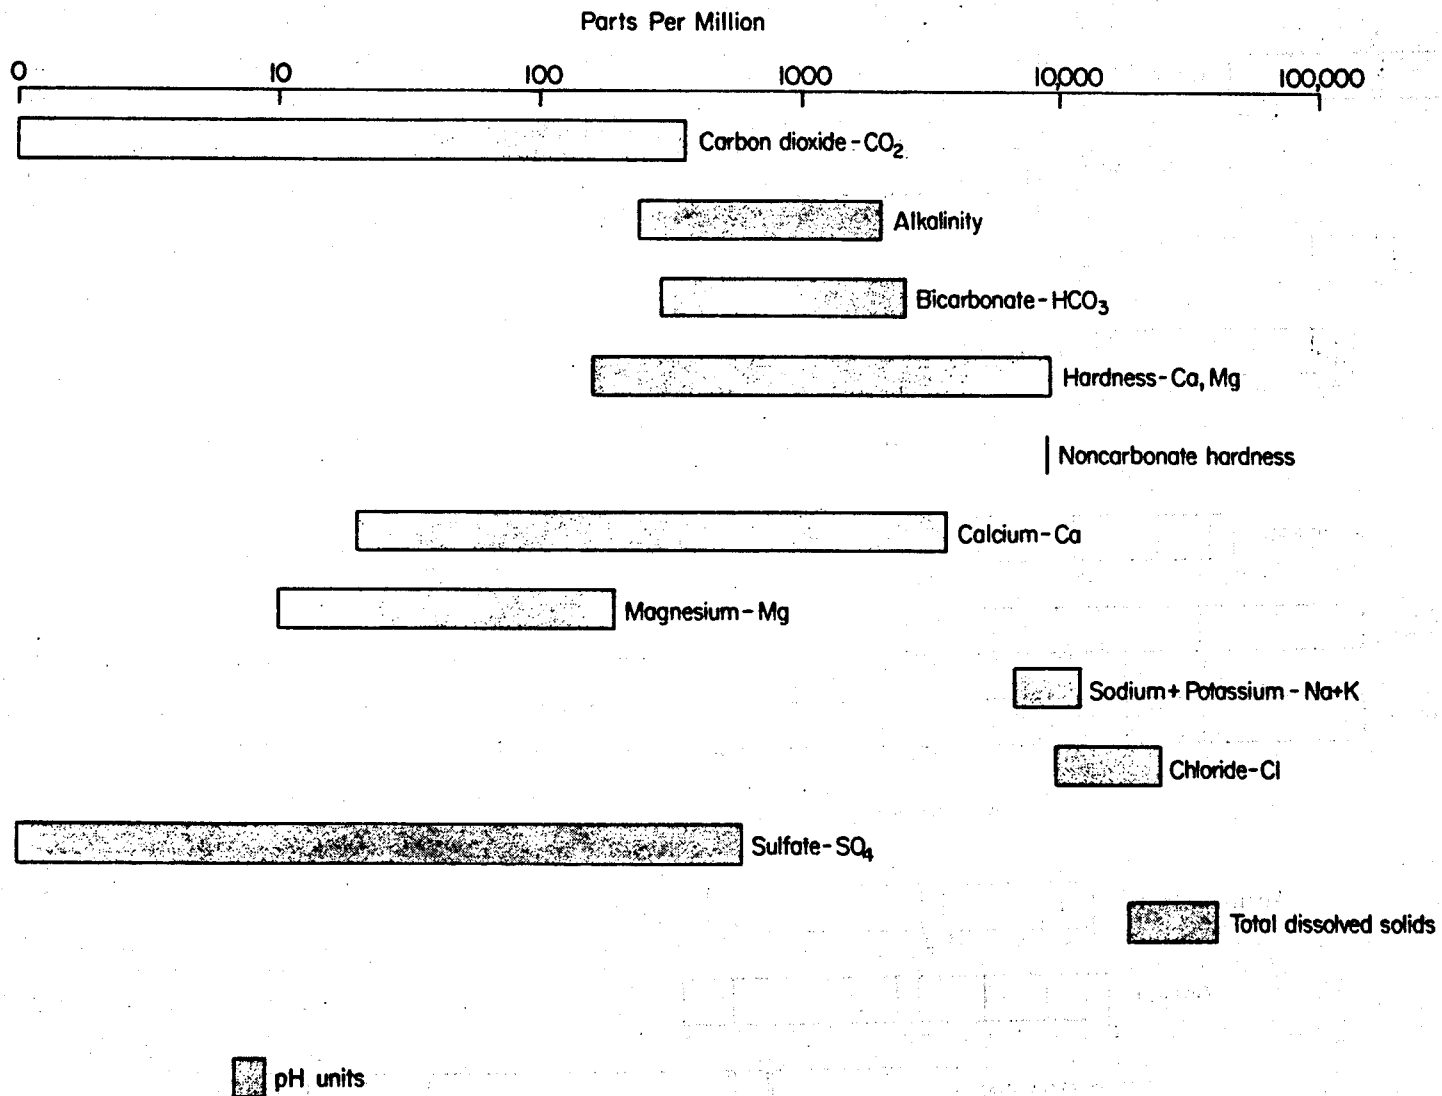 Parts Per Million
0 10 100 1000 10,000 100,000
Carbon dioxide-CO₂
Alkalinity
Bicarbonate-HCO₃
Hardness-Ca, Mg
Noncarbonate hardness
Calcium-Ca
Magnesium-Mg
Sodium+Potassium-Na+K
Chloride-Cl
Sulfate-SO₄
Total dissolved solids
pH units